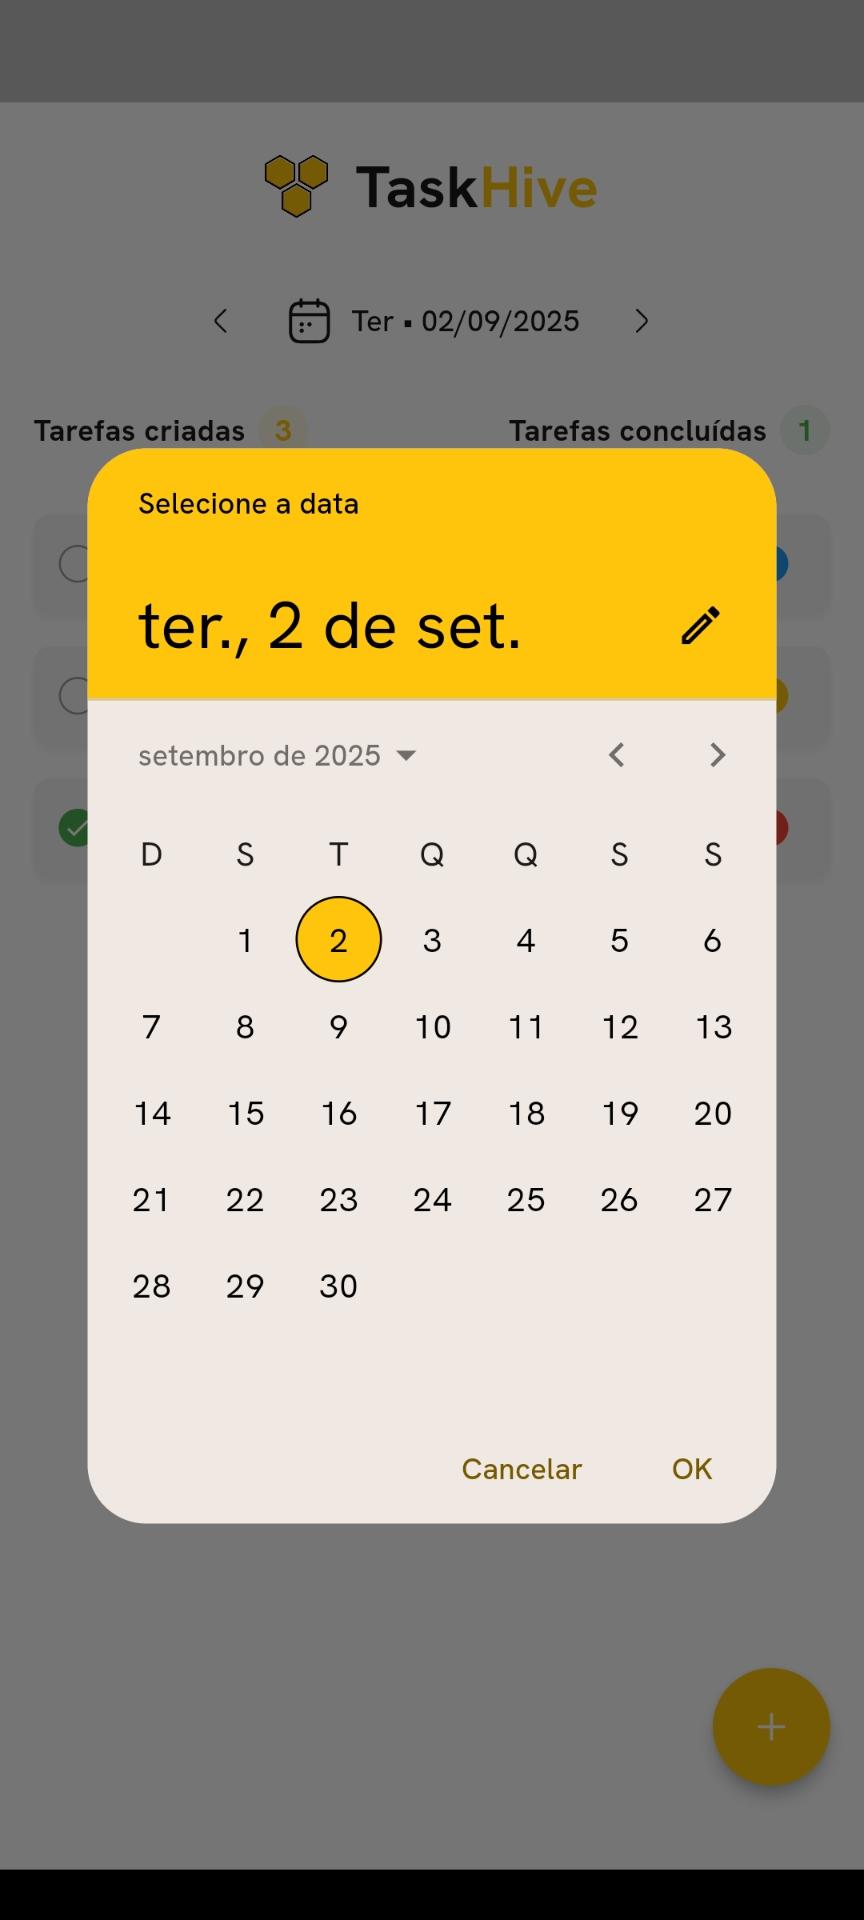 TaskHive
Ter ▪ 02/09/2025
Tarefas criadas 3 Tarefas concluídas 1
Selecione a data
ter., 2 de set.
setembro de 2025
D S T Q Q S S
1 2 3 4 5 6
7 8 9 10 11 12 13
14 15 16 17 18 19 20
21 22 23 24 25 26 27
28 29 30
Cancelar OK